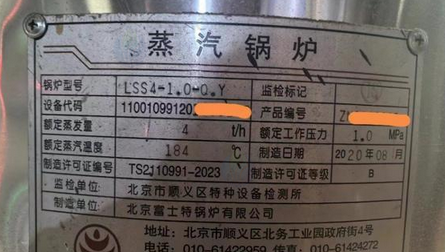 蒸汽锅炉
锅炉型号 LSS4-1.0-Q.Y 监检标记
设备代码 11001099120 产品编号 Z
额定蒸发量 4 t/h 额定工作压力 1.0 MPa
额定蒸汽温度 184 ℃ 制造日期 2020年08月
制造许可证编号 TS2110991-2023 制造许可证等级 B
监检单位: 北京市顺义区特种设备检测所
制造单位: 北京富士特锅炉有限公司
地址:北京市顺义区北务工业园政府街4号
电话:010-61422959 传真:010-61424272